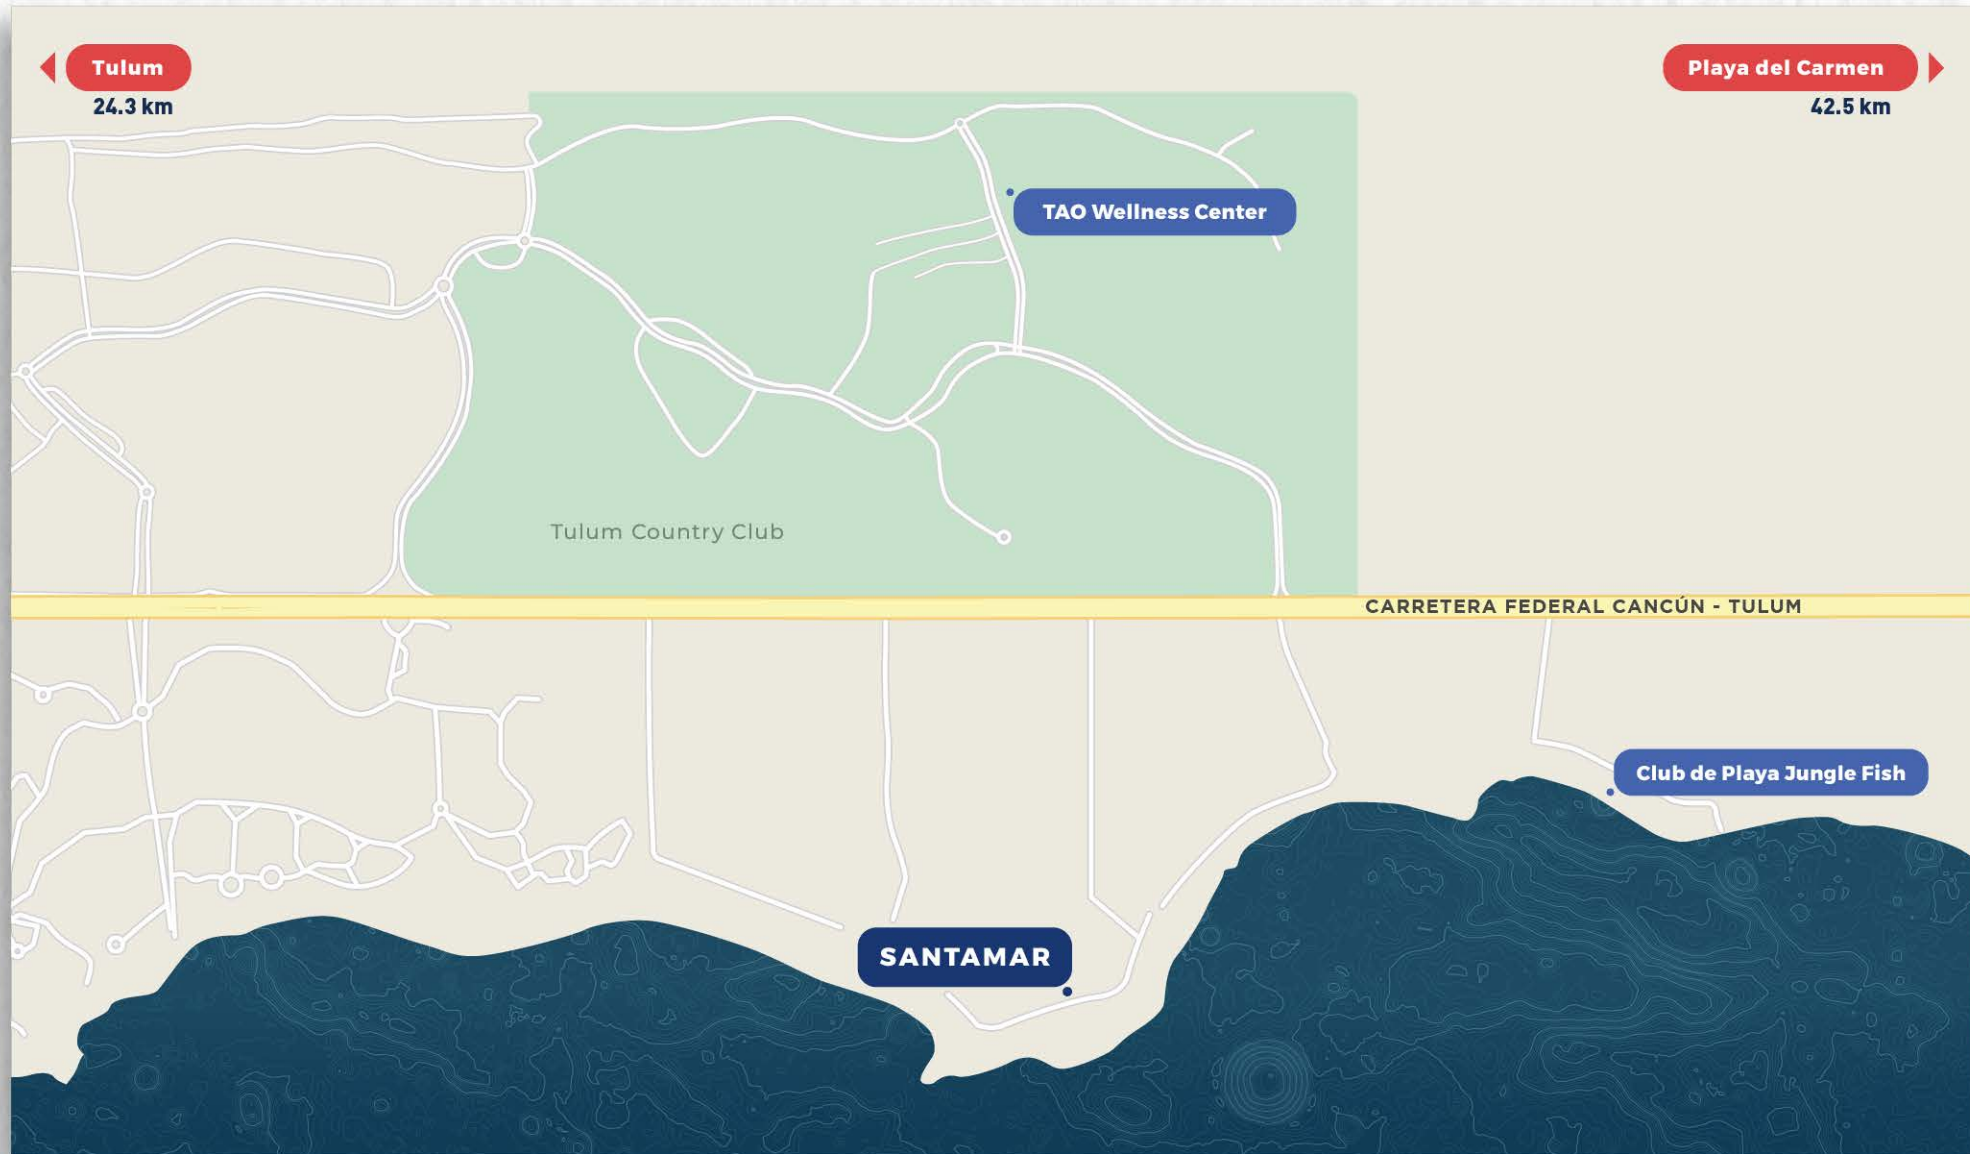 Tulum
24.3 km
Playa del Carmen
42.5 km
TAO Wellness Center
Tulum Country Club
CARRETERA FEDERAL CANCÚN - TULUM
Club de Playa Jungle Fish
SANTAMAR